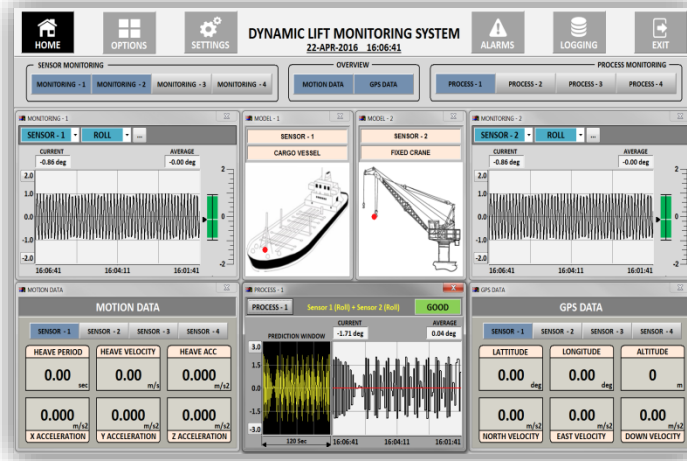 HOME
OPTIONS
SETTINGS
DYNAMIC LIFT MONITORING SYSTEM
22-APR-2016 16:06:41
ALARMS
LOGGING
EXIT
SENSOR MONITORING
OVERVIEW
PROCESS MONITORING
MONITORING - 1
MONITORING - 2
MONITORING - 3
MONITORING - 4
MOTION DATA
GPS DATA
PROCESS - 1
PROCESS - 2
PROCESS - 3
PROCESS - 4
MONITORING - 1
SENSOR - 1
ROLL
...
CURRENT
-0.86 deg
AVERAGE
-0.00 deg
2.0
1.0
0.0
-1.0
-2.0
2
0
-2
16:06:41
16:04:11
16:01:41
MODEL - 1
SENSOR - 1
CARGO VESSEL
MODEL - 2
SENSOR - 2
FIXED CRANE
MONITORING - 2
SENSOR - 2
ROLL
...
CURRENT
-0.86 deg
AVERAGE
-0.00 deg
2.0
1.0
0.0
-1.0
-2.0
2
0
-2
16:06:41
16:04:11
16:01:41
MOTION DATA
MOTION DATA
SENSOR - 1
SENSOR - 2
SENSOR - 3
SENSOR - 4
HEAVE PERIOD
HEAVE VELOCITY
HEAVE ACC
0.00 sec
0.00 m/s
0.000 m/s2
0.000 m/s2
0.000 m/s2
0.000 m/s2
X ACCELERATION
Y ACCELERATION
Z ACCELERATION
PROCESS - 1
PROCESS - 1
Sensor 1 (Roll) + Sensor 2 (Roll)
GOOD
PREDICTION WINDOW
CURRENT
-1.71 deg
AVERAGE
0.04 deg
3.0
1.5
0.0
-1.5
-3.0
120 Sec
16:06:41
16:04:11
16:01:41
GPS DATA
GPS DATA
SENSOR - 1
SENSOR - 2
SENSOR - 3
SENSOR - 4
LATTITUDE
LONGITUDE
ALTITUDE
0.00 deg
0.00 deg
0 m
0.00 m/s2
0.00 m/s2
0.00 m/s2
NORTH VELOCITY
EAST VELOCITY
DOWN VELOCITY